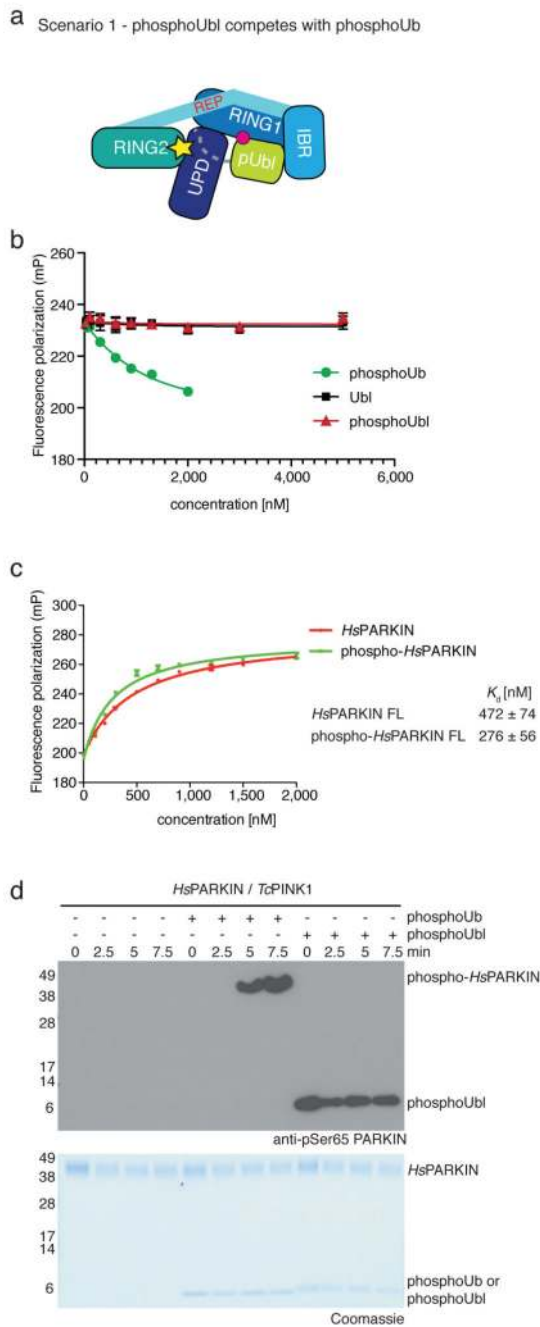 a Scenario 1 - phosphoUbl competes with phosphoUb
REP
RING1
IBR
RING2
UPD
pUbl
b
260
240
220
200
180
Fluorescence polarization (mP)
0 2,000 4,000 6,000
concentration [nM]
phosphoUb
Ubl
phosphoUbl
c
300
280
260
240
220
200
180
Fluorescence polarization (mP)
0 500 1,000 1,500 2,000
concentration [nM]
HsPARKIN
phospho-HsPARKIN
Kd [nM]
HsPARKIN FL 472 ± 74
phospho-HsPARKIN FL 276 ± 56
d
HsPARKIN / TcPINK1
- - - - + + + + - - - - phosphoUb
- - - - - - - - + + + + phosphoUbl
0 2.5 5 7.5 0 2.5 5 7.5 0 2.5 5 7.5 min
49
38
28
17
14
6
phospho-HsPARKIN
phosphoUbl
anti-pSer65 PARKIN
49
38
28
17
14
6
HsPARKIN
phosphoUb or
phosphoUbl
Coomassie